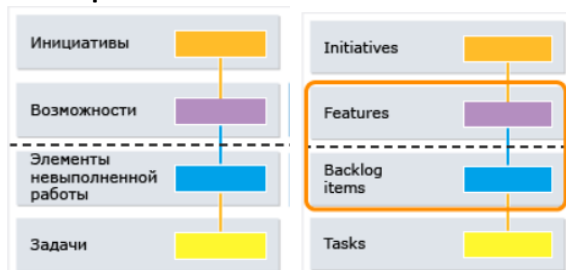 Инициативы
Возможности
Элементы
невыполненной
работы
Задачи
Initiatives
Features
Backlog
items
Tasks